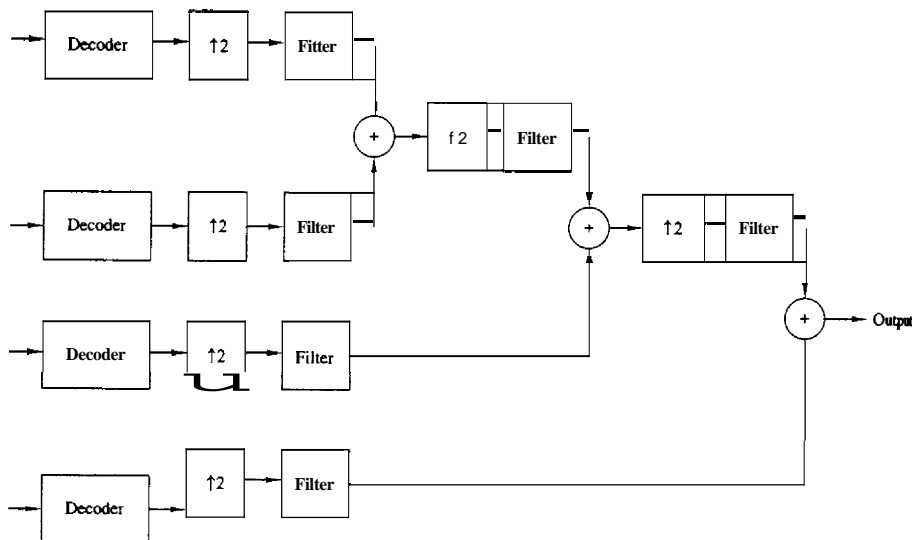 Decoder ↑2 Fitter
+ f 2 Filter
Decoder ↑2 Filter
+ ↑2 Filter
+ Output
Decoder ↑2 Filter
Decoder ↑2 Filter